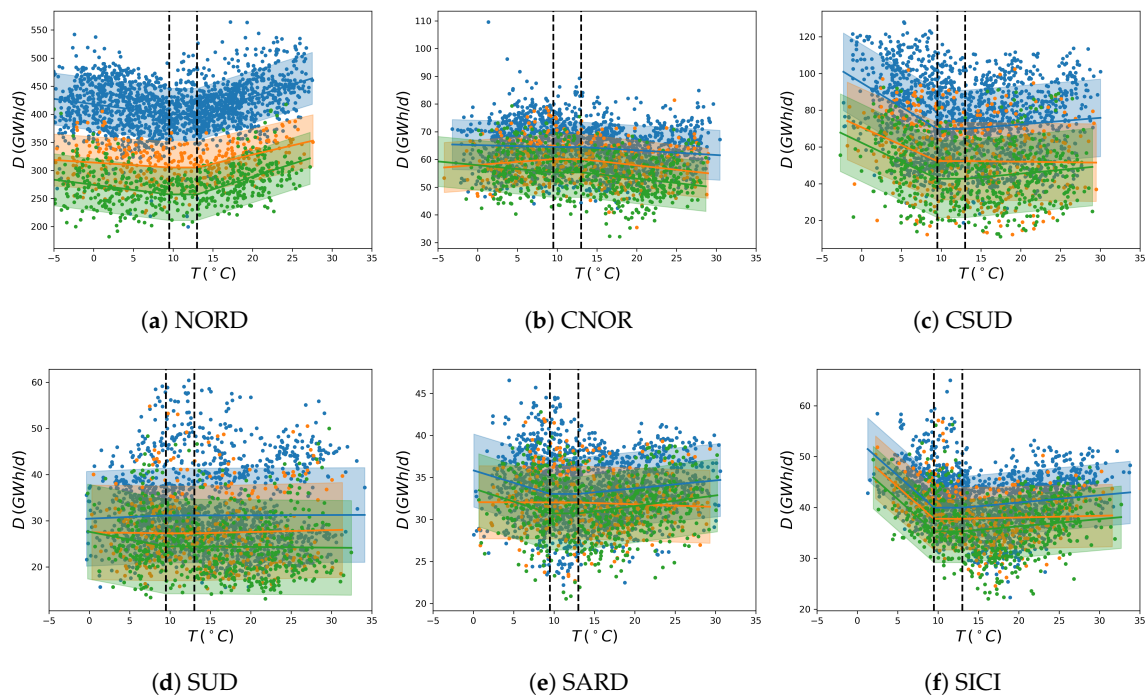 D (GWh/d)
550
500
450
400
350
300
250
200
−5 0 5 10 15 20 25 30 35
T (°C)
(a) NORD
D (GWh/d)
110
100
90
80
70
60
50
40
30
−5 0 5 10 15 20 25 30 35
T (°C)
(b) CNOR
D (GWh/d)
120
100
80
60
40
20
−5 0 5 10 15 20 25 30 35
T (°C)
(c) CSUD
D (GWh/d)
60
50
40
30
20
−5 0 5 10 15 20 25 30 35
T (°C)
(d) SUD
D (GWh/d)
45
40
35
30
25
20
−5 0 5 10 15 20 25 30 35
T (°C)
(e) SARD
D (GWh/d)
60
50
40
30
20
−5 0 5 10 15 20 25 30 35
T (°C)
(f) SICI